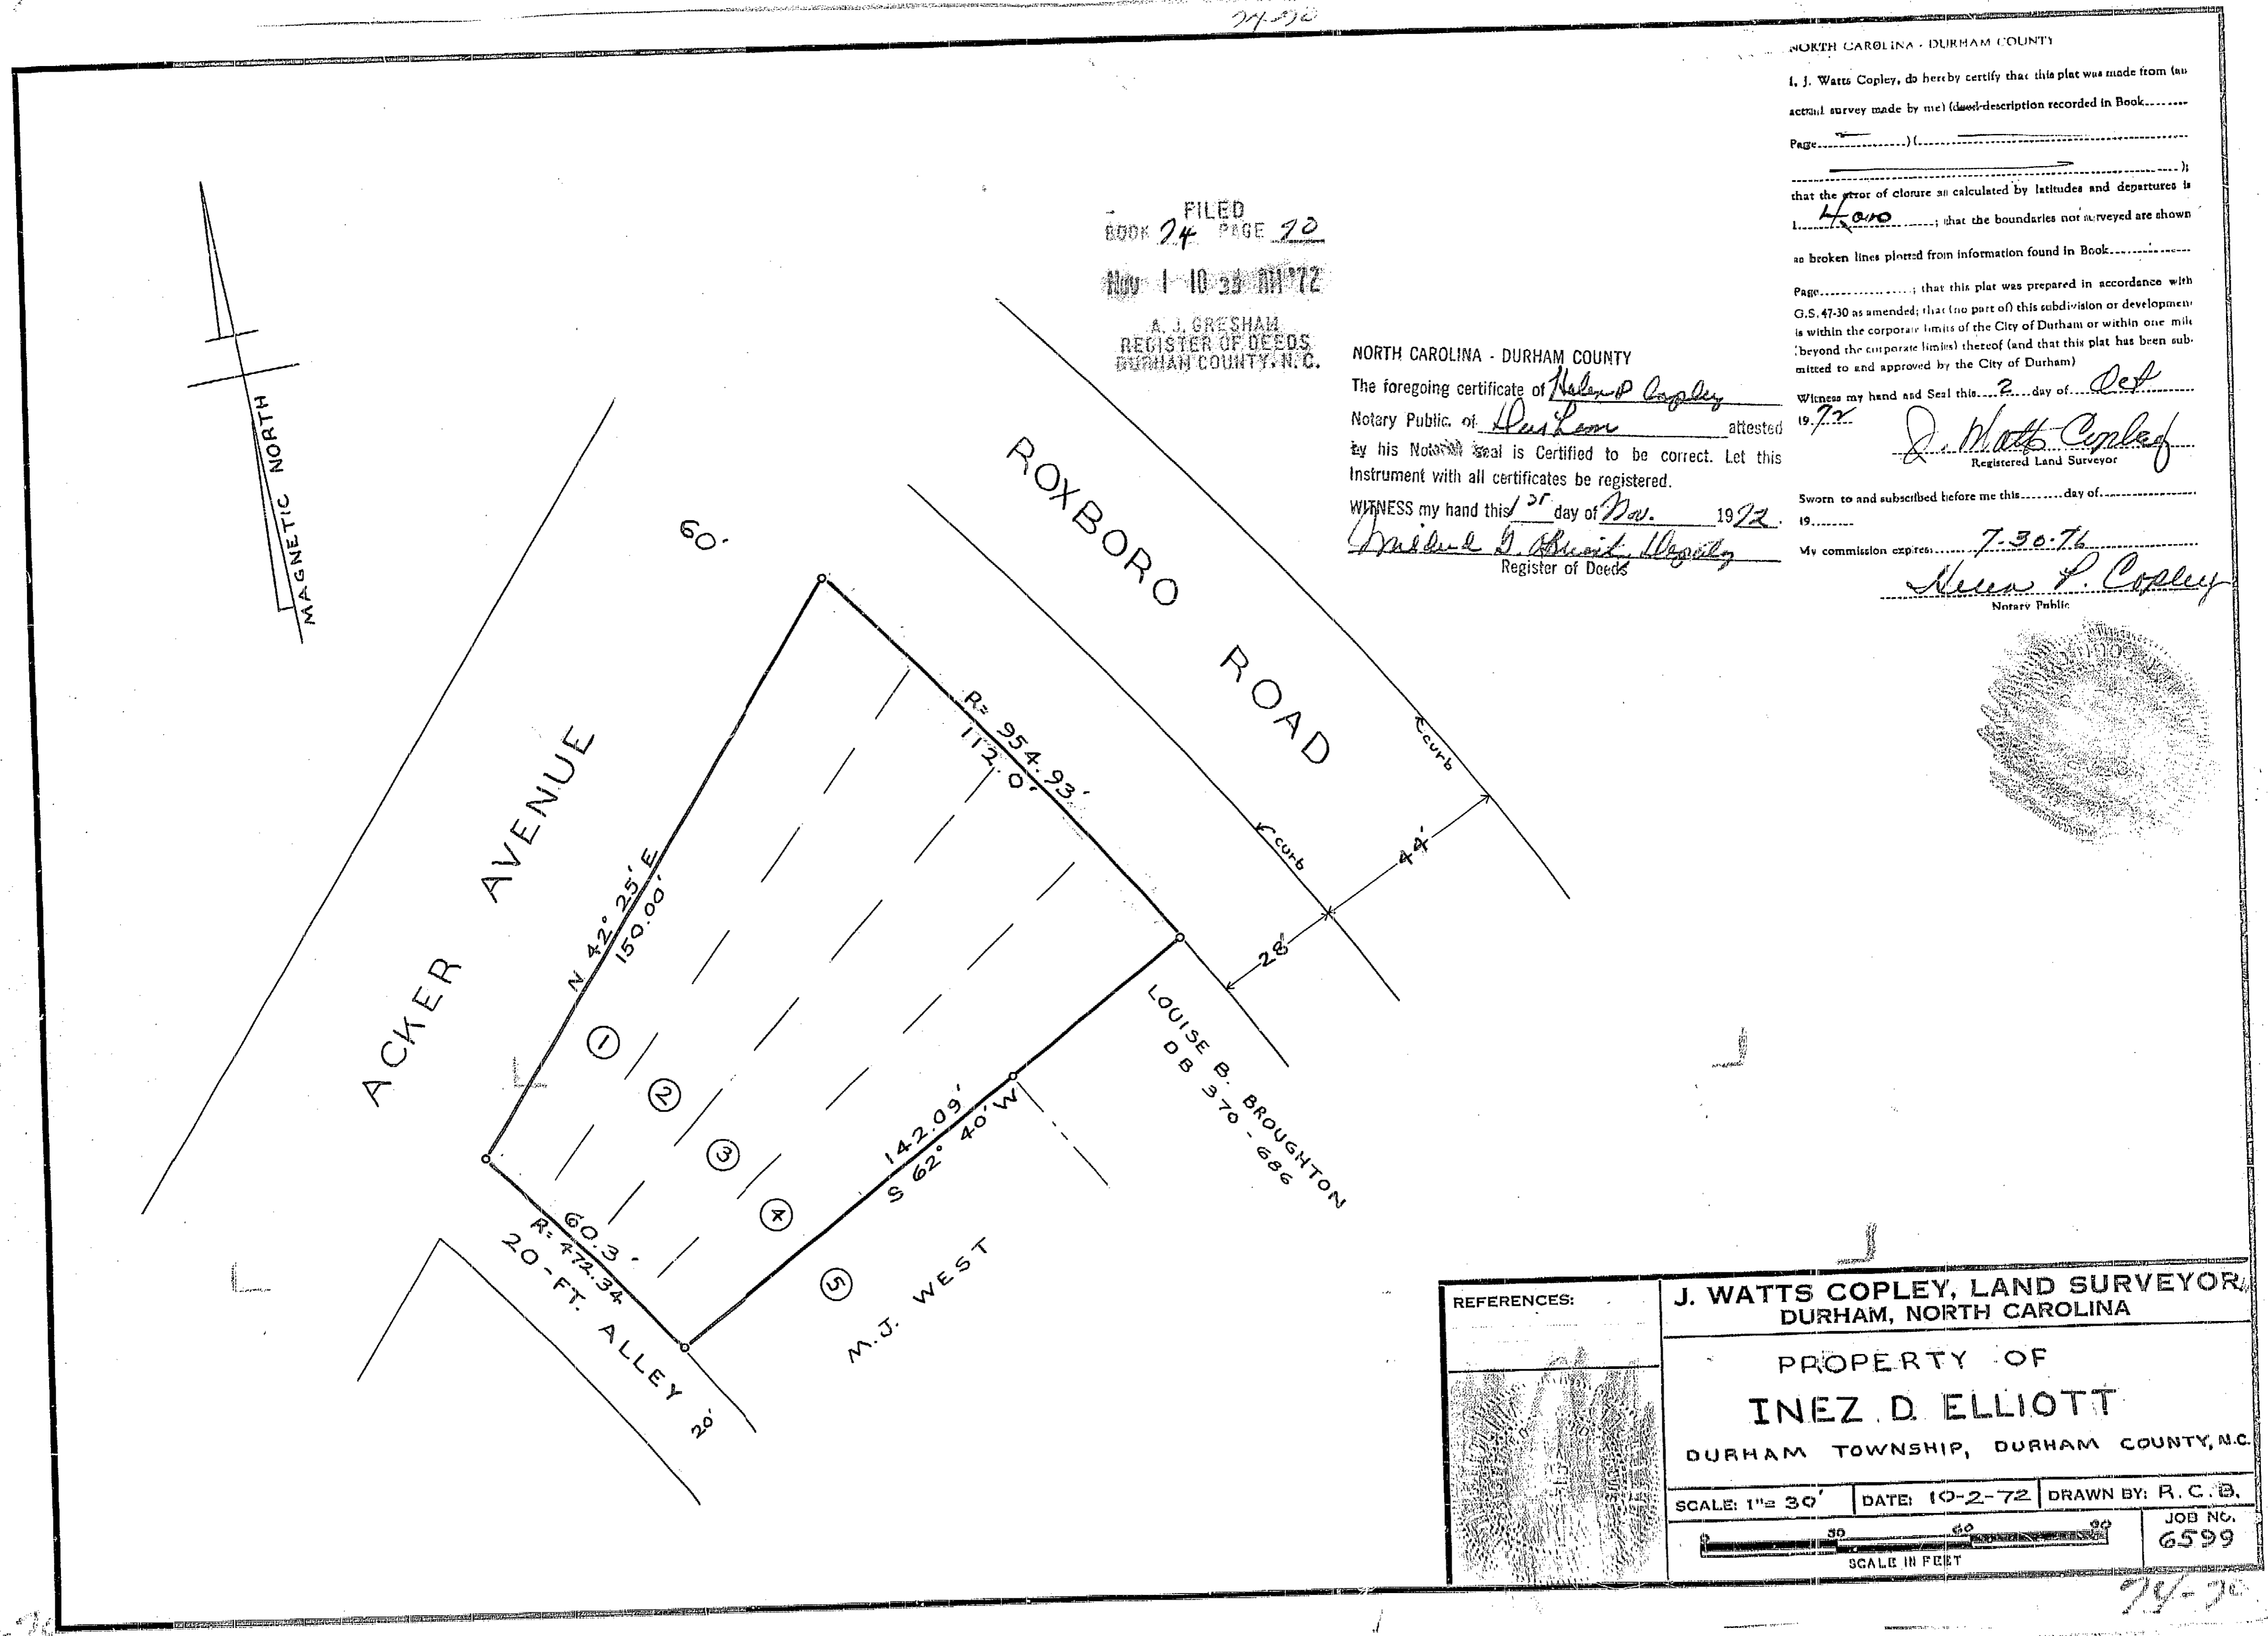 NORTH CAROLINA - DURHAM COUNTY
I, J. Watts Copley, do hereby certify that this plat was made from (an
actual survey made by me) (deed description recorded in Book
Page ) (
);
that the error of closure as calculated by latitudes and departures is
1. 4,000 ; that the boundaries not surveyed are shown
as broken lines plotted from information found in Book
Page ; that this plat was prepared in accordance with
G.S. 47-30 as amended; that (no part of) this subdivision or development
is within the corporate limits of the City of Durham or within one mile
beyond the corporate limits) thereof (and that this plat has been sub-
mitted to and approved by the City of Durham)
Witness my hand and Seal this 2 day of Oct
1972
J. Watts Copley
Registered Land Surveyor
Sworn to and subscribed before me this day of
19
My commission expires 7-30-76
Helen P. Copley
Notary Public
FILED
BOOK PAGE
NOV 1 10 AM '72
A. J. GRESHAM
REGISTER OF DEEDS
DURHAM COUNTY, N.C.
NORTH CAROLINA - DURHAM COUNTY
The foregoing certificate of Helen P Copley
Notary Public of Durham attested
by his Notarial Seal is Certified to be correct. Let this
Instrument with all certificates be registered.
WITNESS my hand this 1st day of Nov. 1972.
Deputy
Register of Deeds
MAGNETIC NORTH
60'
ROXBORO ROAD
curb
curb
44'
28'
R= 954.93'
112.0'
ACKER AVENUE
N 42° 25' E
150.00'
1
2
3
4
5
142.09'
S 62° 40' W
LOUISE B. BROUGHTON
DB 370-686
M.J. WEST
60.3'
R= 472.34
20-FT. ALLEY 20'
REFERENCES:
J. WATTS COPLEY, LAND SURVEYOR
DURHAM, NORTH CAROLINA
PROPERTY OF
INEZ D. ELLIOTT
DURHAM TOWNSHIP, DURHAM COUNTY, N.C.
SCALE: 1"= 30' DATE: 10-2-72 DRAWN BY: R.C.B.
0 30 60 90
SCALE IN FEET
JOB NO.
6599